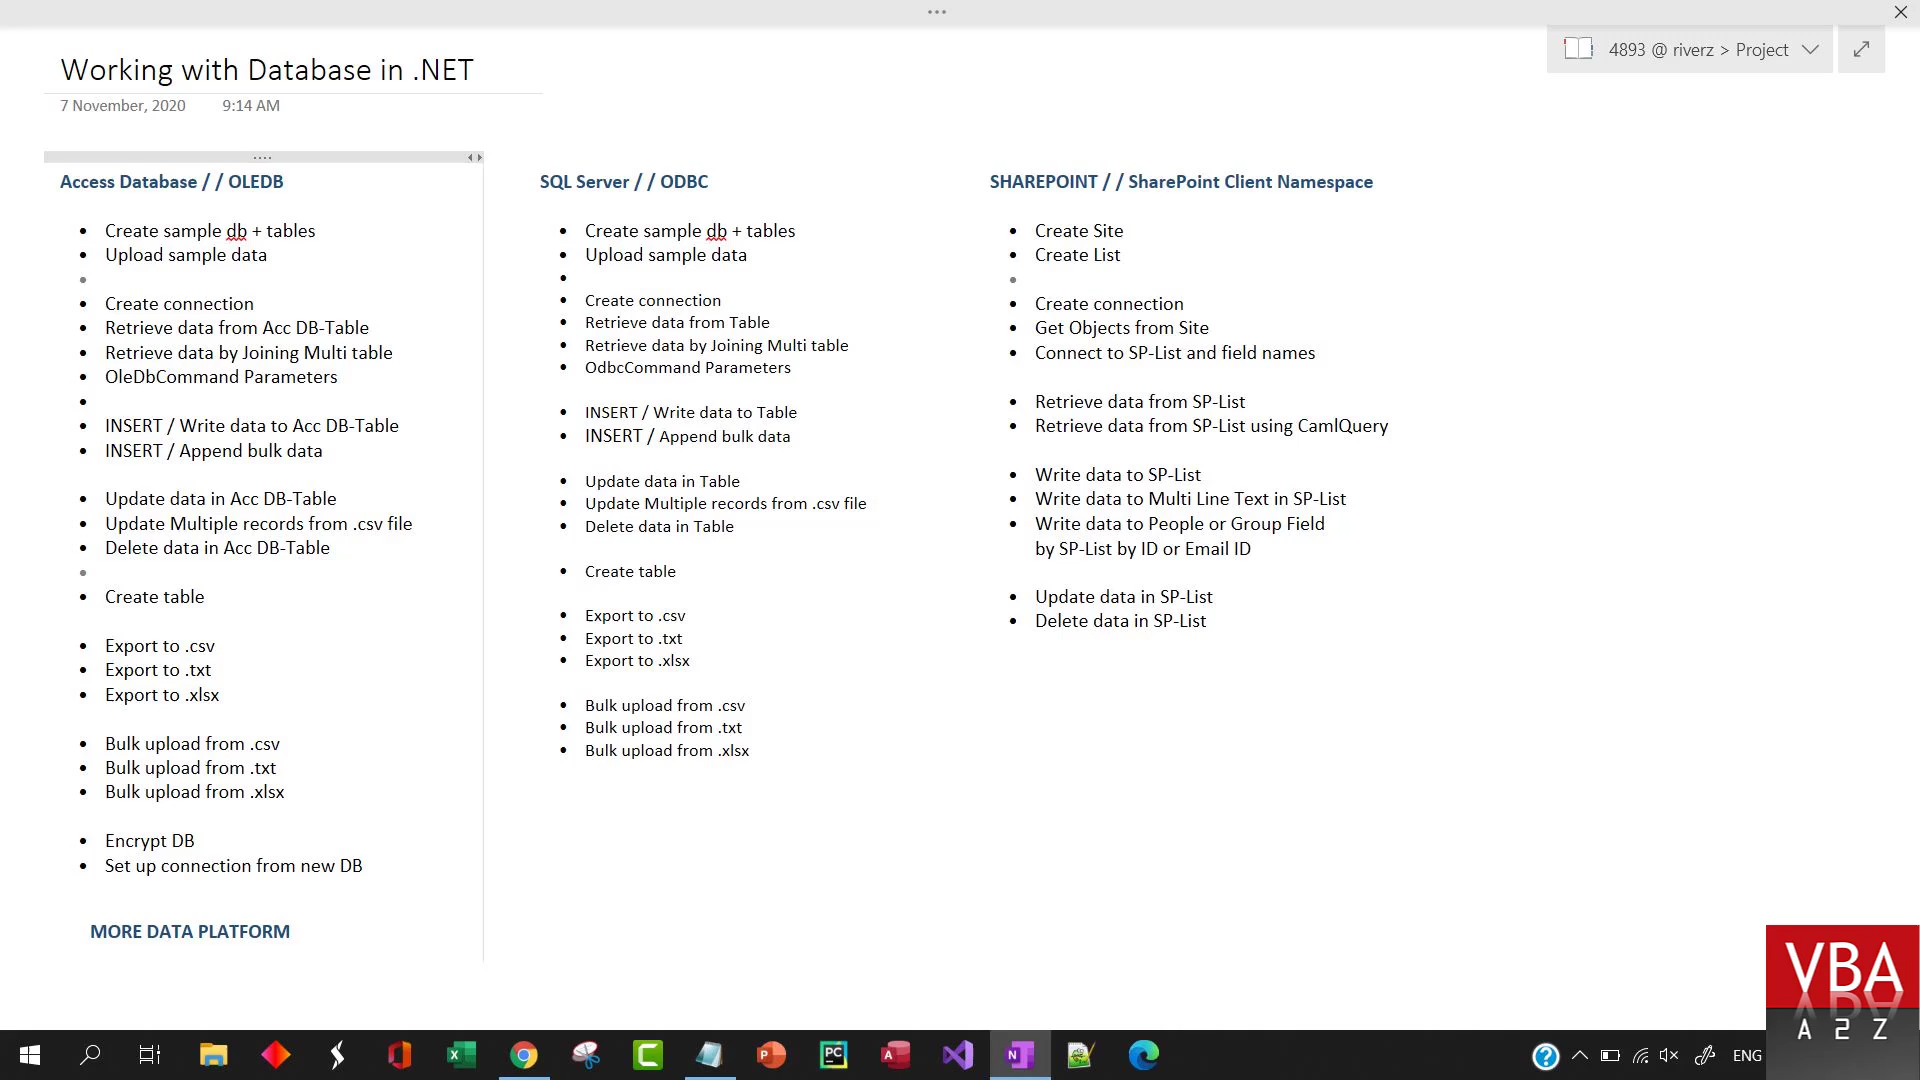 4893 @ riverz > Project
Working with Database in .NET
7 November, 2020 9:14 AM
Access Database / / OLEDB
Create sample db + tables
Upload sample data
Create connection
Retrieve data from Acc DB-Table
Retrieve data by Joining Multi table
OleDbCommand Parameters
INSERT / Write data to Acc DB-Table
INSERT / Append bulk data
Update data in Acc DB-Table
Update Multiple records from .csv file
Delete data in Acc DB-Table
Create table
Export to .csv
Export to .txt
Export to .xlsx
Bulk upload from .csv
Bulk upload from .txt
Bulk upload from .xlsx
Encrypt DB
Set up connection from new DB
MORE DATA PLATFORM
SQL Server / / ODBC
Create sample db + tables
Upload sample data
Create connection
Retrieve data from Table
Retrieve data by Joining Multi table
OdbcCommand Parameters
INSERT / Write data to Table
INSERT / Append bulk data
Update data in Table
Update Multiple records from .csv file
Delete data in Table
Create table
Export to .csv
Export to .txt
Export to .xlsx
Bulk upload from .csv
Bulk upload from .txt
Bulk upload from .xlsx
SHAREPOINT / / SharePoint Client Namespace
Create Site
Create List
Create connection
Get Objects from Site
Connect to SP-List and field names
Retrieve data from SP-List
Retrieve data from SP-List using CamlQuery
Write data to SP-List
Write data to Multi Line Text in SP-List
Write data to People or Group Field
by SP-List by ID or Email ID
Update data in SP-List
Delete data in SP-List
VBA
A 2 Z
ENG